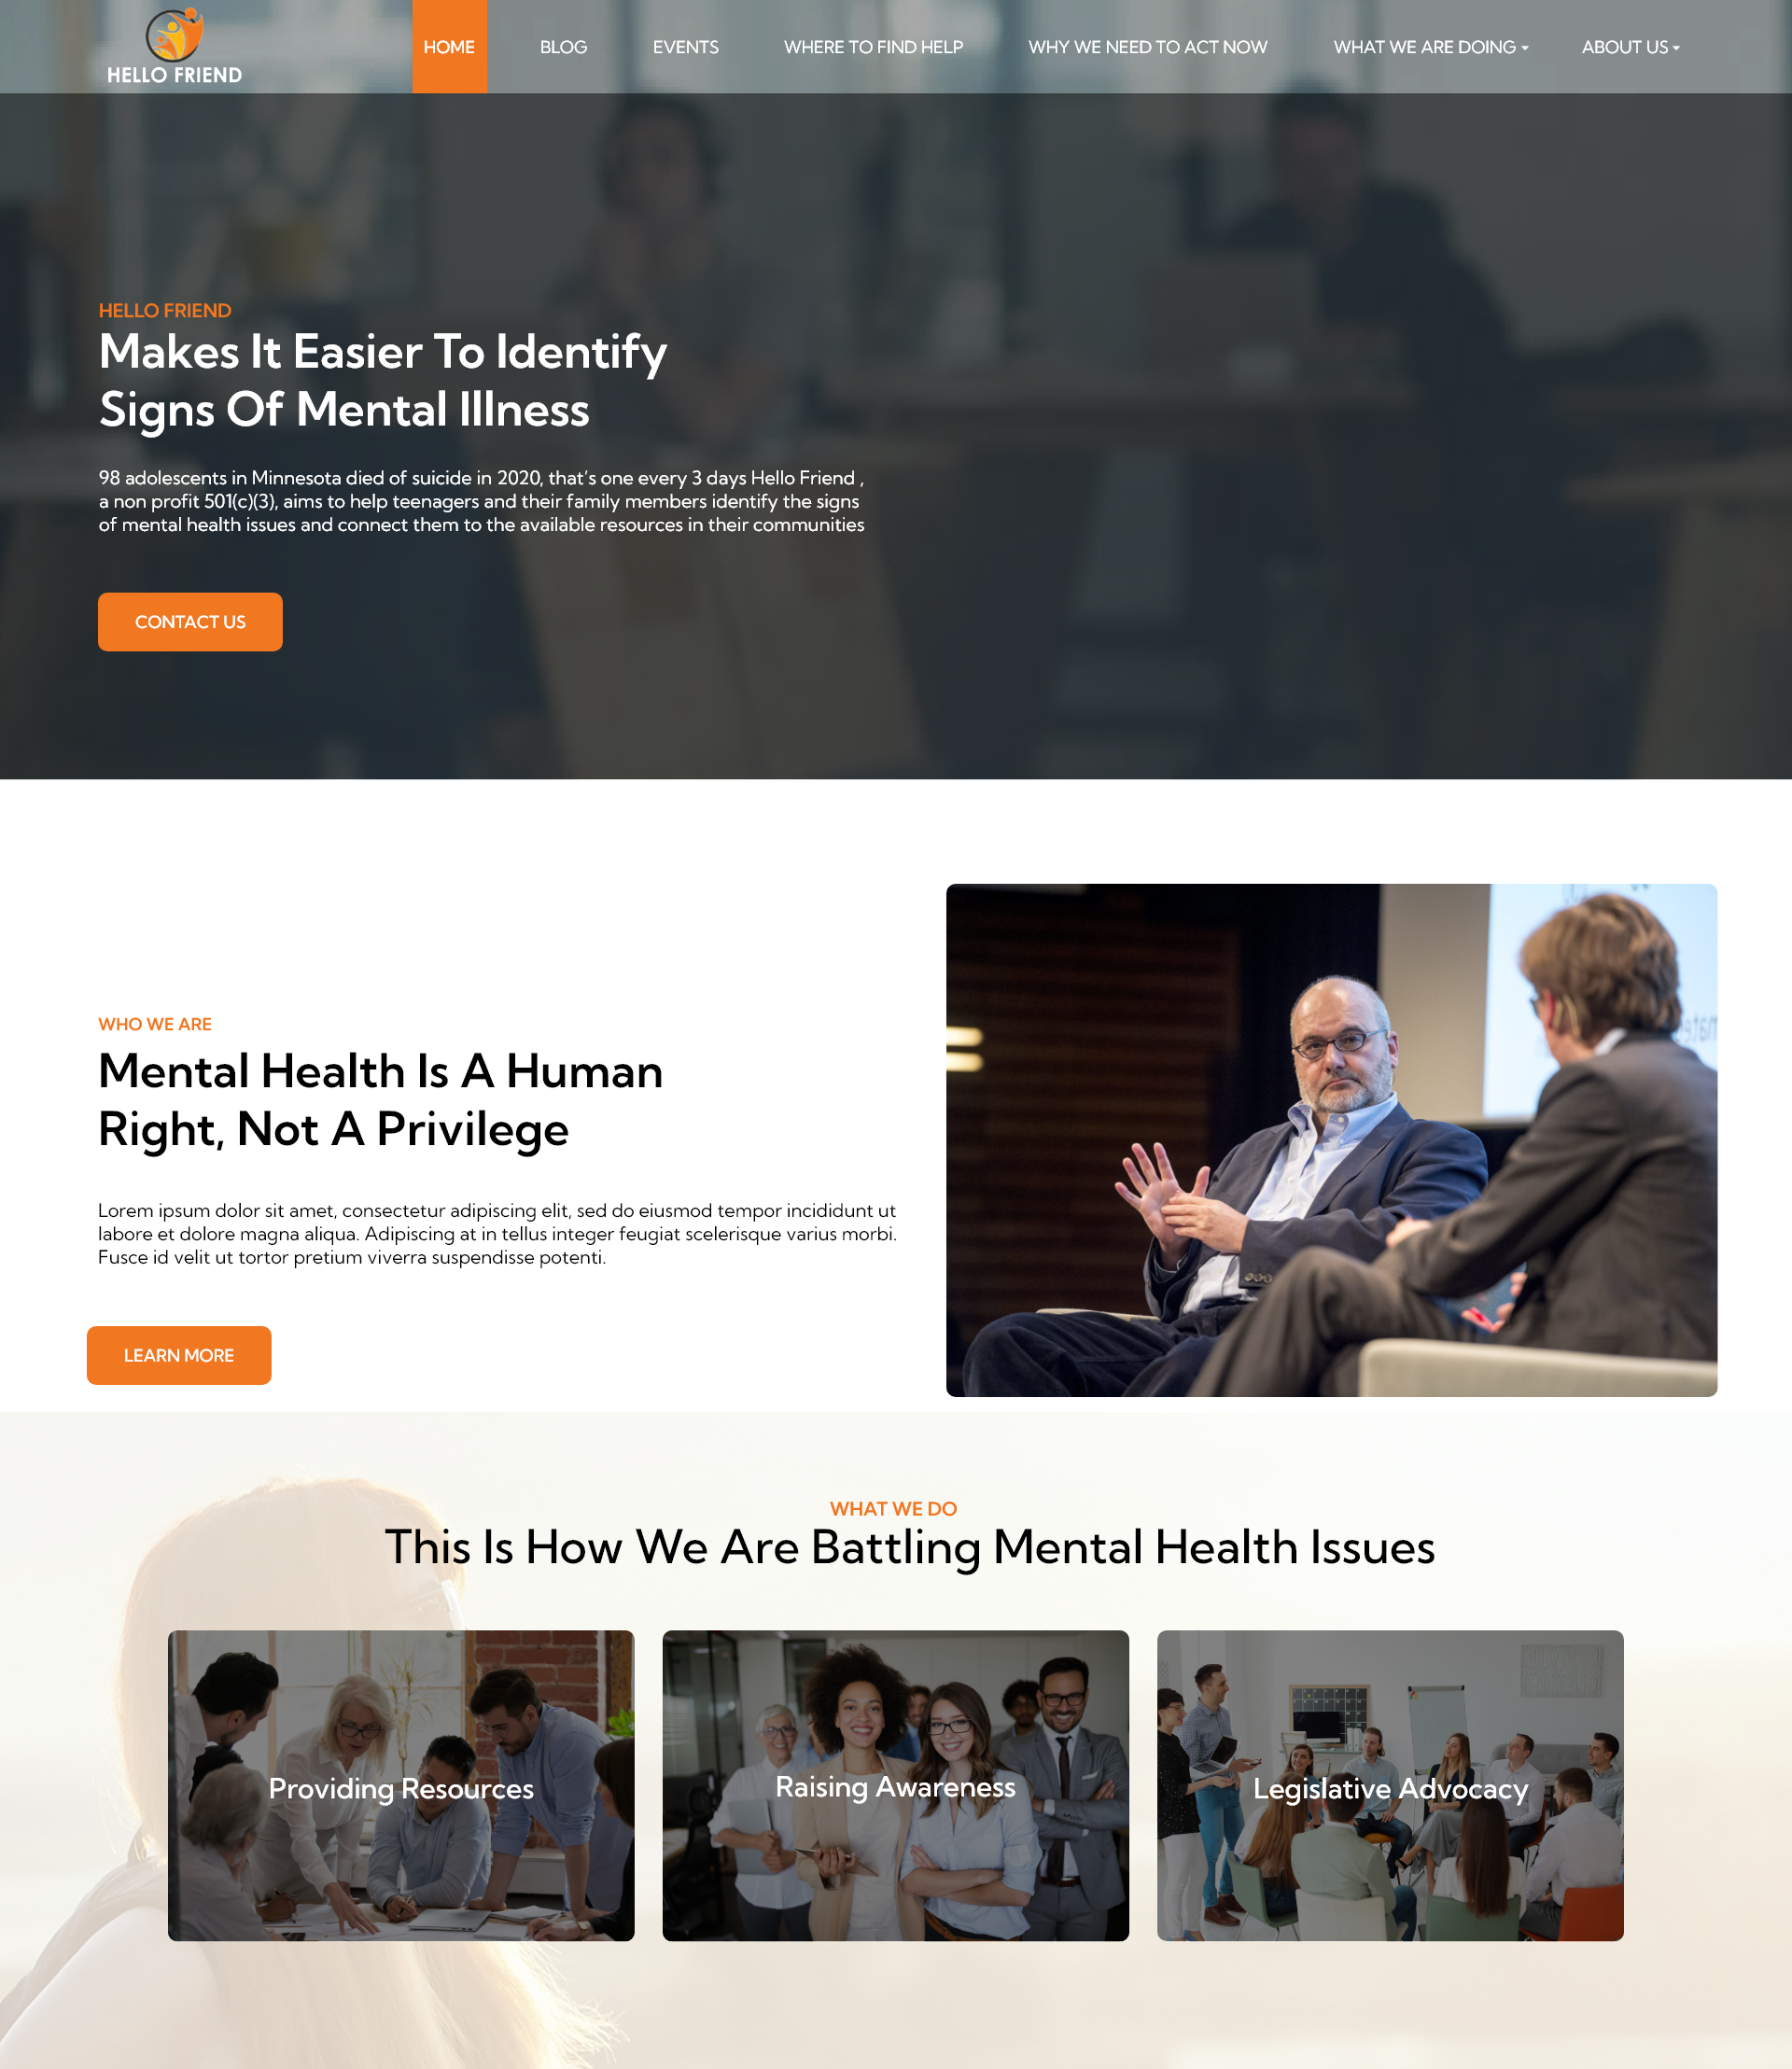 HELLO FRIEND
HOME
BLOG
EVENTS
WHERE TO FIND HELP
WHY WE NEED TO ACT NOW
WHAT WE ARE DOING
ABOUT US
HELLO FRIEND
Makes It Easier To Identify
Signs Of Mental Illness
98 adolescents in Minnesota died of suicide in 2020, that’s one every 3 days Hello Friend ,
a non profit 501(c)(3), aims to help teenagers and their family members identify the signs
of mental health issues and connect them to the available resources in their communities
CONTACT US
WHO WE ARE
Mental Health Is A Human
Right, Not A Privilege
Lorem ipsum dolor sit amet, consectetur adipiscing elit, sed do eiusmod tempor incididunt ut
labore et dolore magna aliqua. Adipiscing at in tellus integer feugiat scelerisque varius morbi.
Fusce id velit ut tortor pretium viverra suspendisse potenti.
LEARN MORE
WHAT WE DO
This Is How We Are Battling Mental Health Issues
Providing Resources
Raising Awareness
Legislative Advocacy